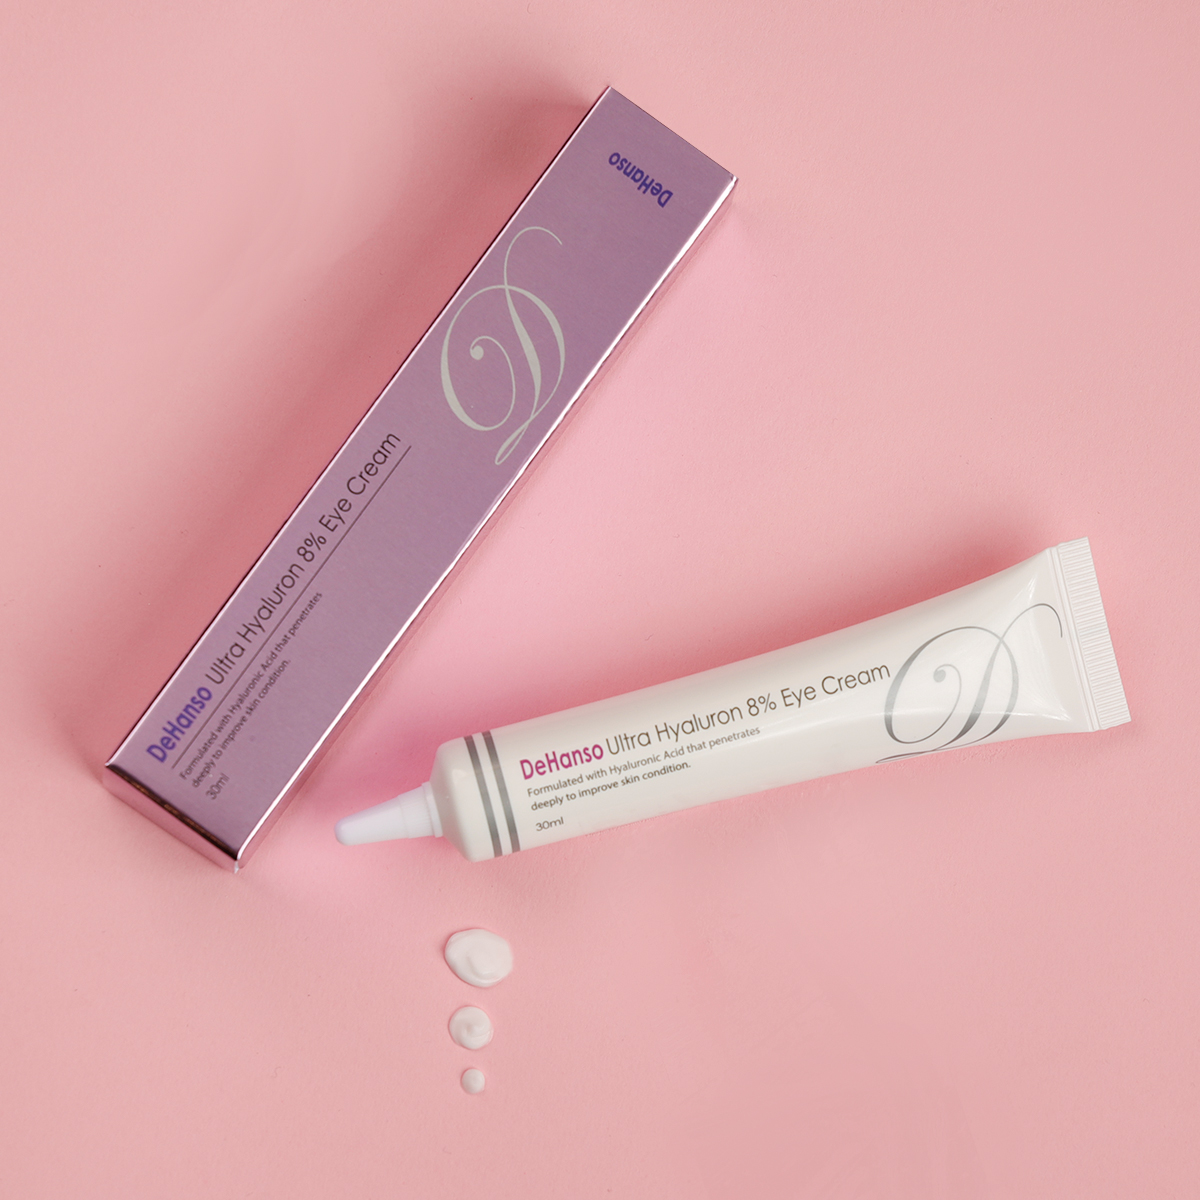 DeHanso
DeHanso Ultra Hyaluron 8% Eye Cream
Formulated with Hyaluronic Acid that penetrates
deeply to improve skin condition.
30ml
D
DeHanso Ultra Hyaluron 8% Eye Cream
Formulated with Hyaluronic Acid that penetrates
deeply to improve skin condition.
30ml
D